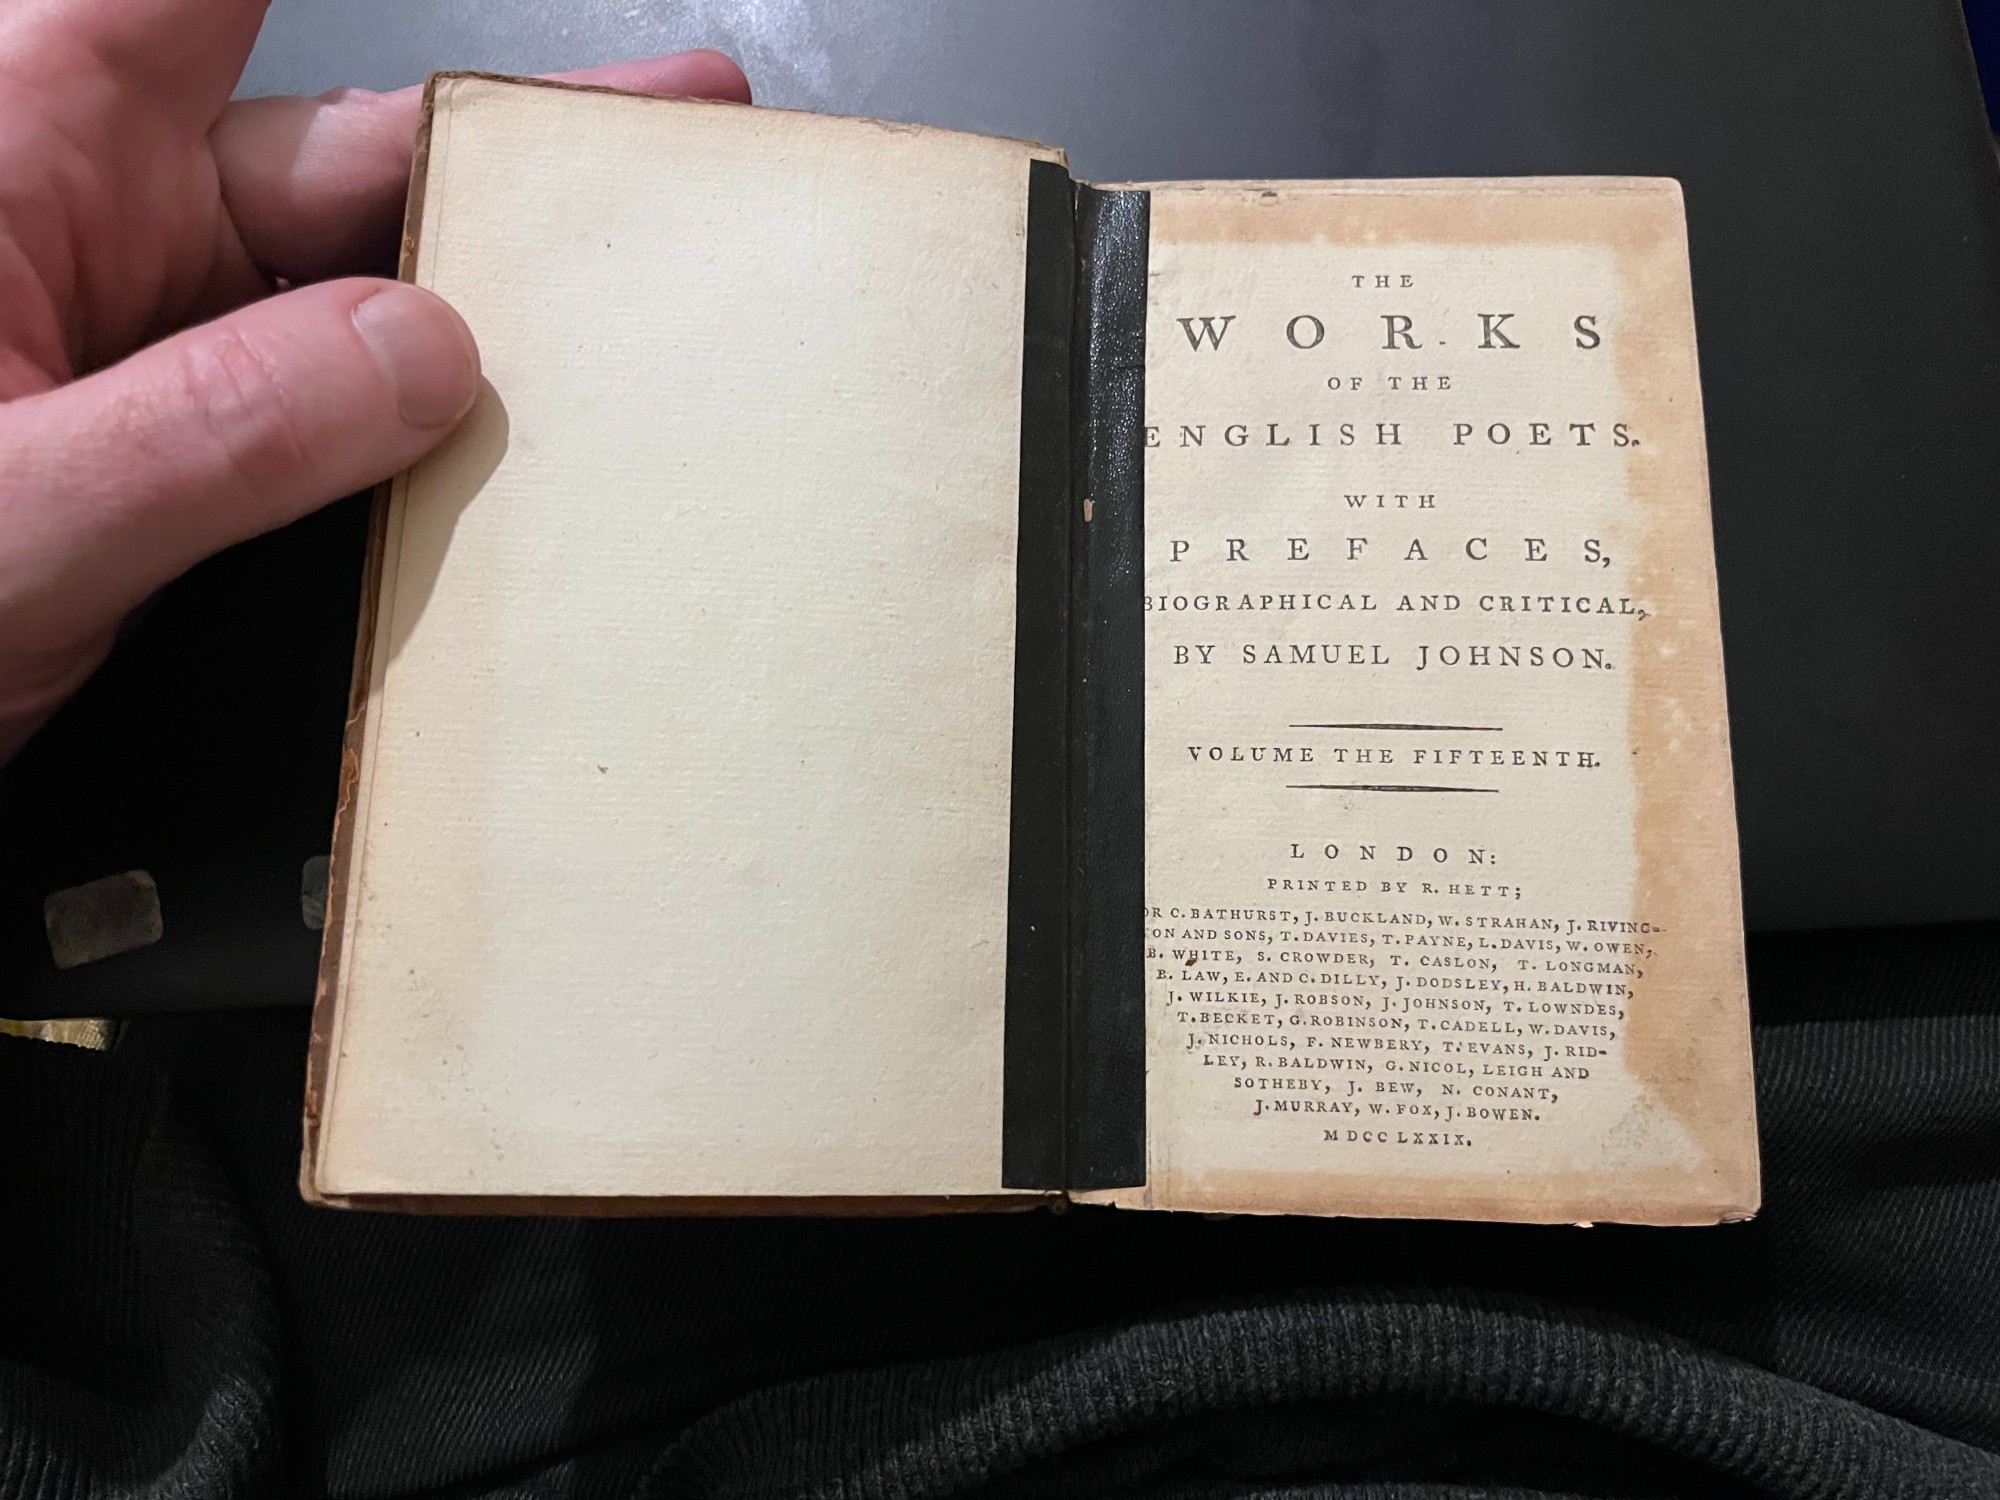 THE
WORKS
OF THE
ENGLISH POETS.
WITH
PREFACES,
BIOGRAPHICAL AND CRITICAL,
BY SAMUEL JOHNSON.
VOLUME THE FIFTEENTH.
LONDON:
PRINTED BY R. HETT;
OR C. BATHURST, J. BUCKLAND, W. STRAHAN, J. RIVING-
ON AND SONS, T. DAVIES, T. PAYNE, L. DAVIS, W. OWEN,
B. WHITE, S. CROWDER, T. CASLON, T. LONGMAN,
B. LAW, E. AND C. DILLY, J. DODSLEY, H. BALDWIN,
J. WILKIE, J. ROBSON, J. JOHNSON, T. LOWNDES,
T. BECKET, G. ROBINSON, T. CADELL, W. DAVIS,
J. NICHOLS, F. NEWBERY, T. EVANS, J. RID-
LEY, R. BALDWIN, G. NICOL, LEIGH AND
SOTHEBY, J. BEW, N. CONANT,
J. MURRAY, W. FOX, J. BOWEN.
MDCCLXXIX.